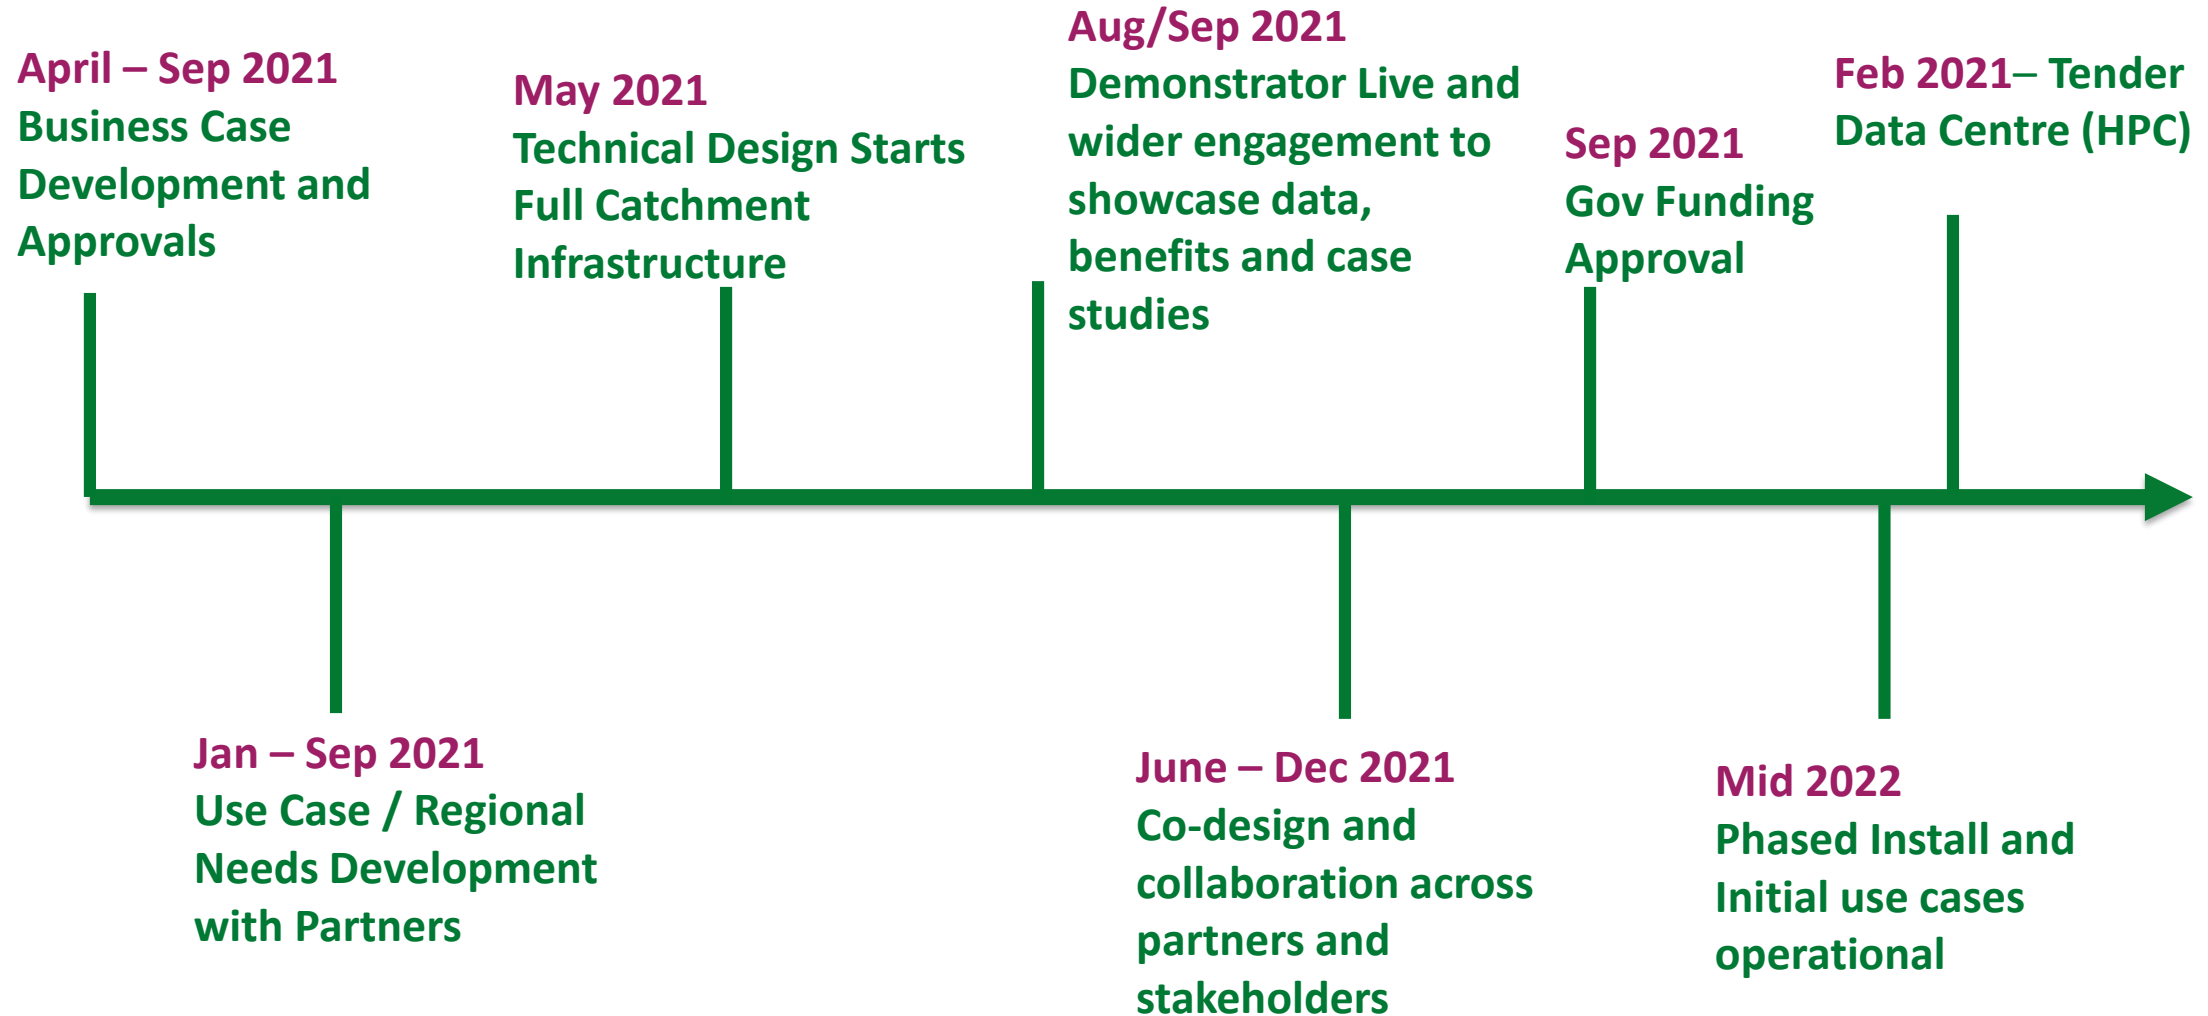 April – Sep 2021
Business Case
Development and
Approvals
May 2021
Technical Design Starts
Full Catchment
Infrastructure
Aug/Sep 2021
Demonstrator Live and
wider engagement to
showcase data,
benefits and case
studies
Sep 2021
Gov Funding
Approval
Feb 2021– Tender
Data Centre (HPC)
Jan – Sep 2021
Use Case / Regional
Needs Development
with Partners
June – Dec 2021
Co-design and
collaboration across
partners and
stakeholders
Mid 2022
Phased Install and
Initial use cases
operational